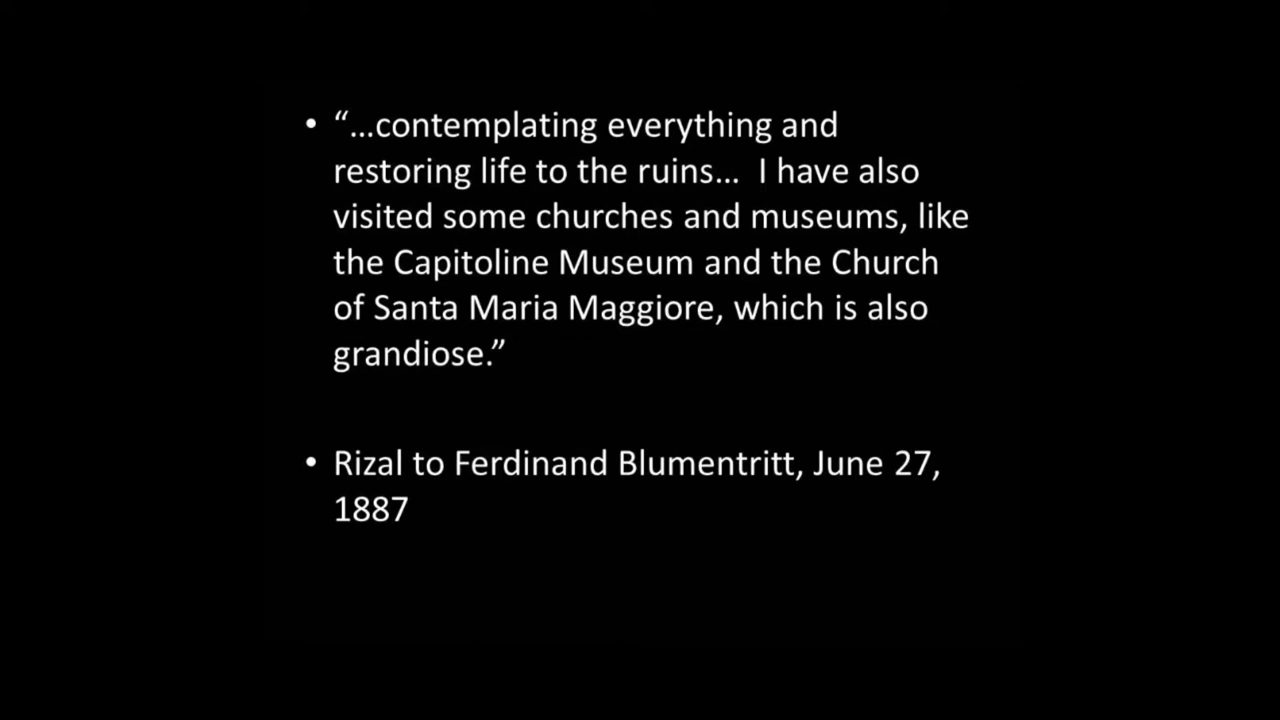 • “…contemplating everything and
restoring life to the ruins… I have also
visited some churches and museums, like
the Capitoline Museum and the Church
of Santa Maria Maggiore, which is also
grandiose.”
• Rizal to Ferdinand Blumentritt, June 27,
1887